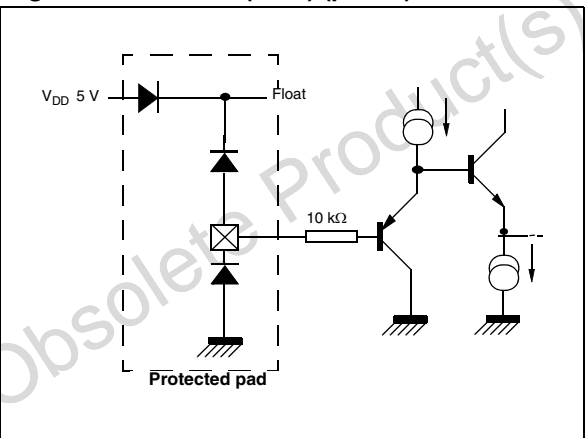 V_DD 5 V
Float
10 kΩ
Protected pad
Obsolete Product(s)